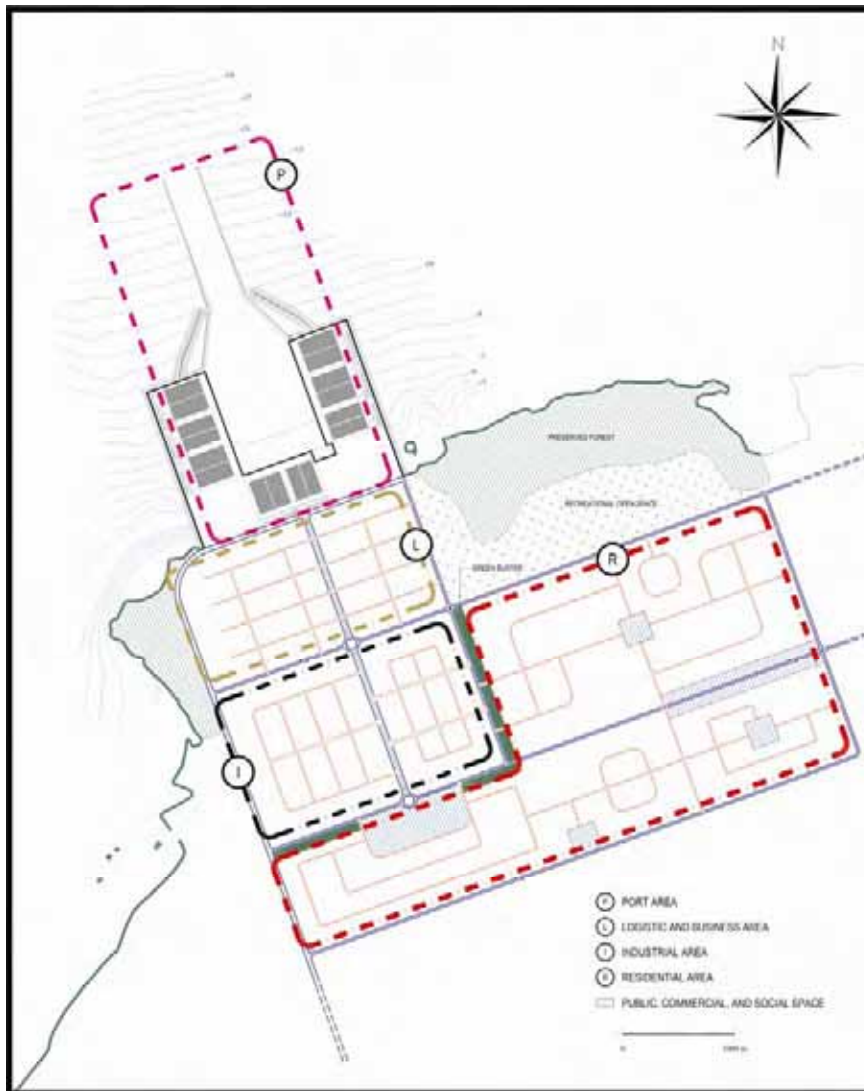 N
P
PRESERVED FOREST
RECREATIONAL OPEN SPACE
L
R
GREEN BUFFER
I
P PORT AREA
L LOGISTIC AND BUSINESS AREA
I INDUSTRIAL AREA
R RESIDENTIAL AREA
PUBLIC, COMMERCIAL, AND SOCIAL SPACE
0